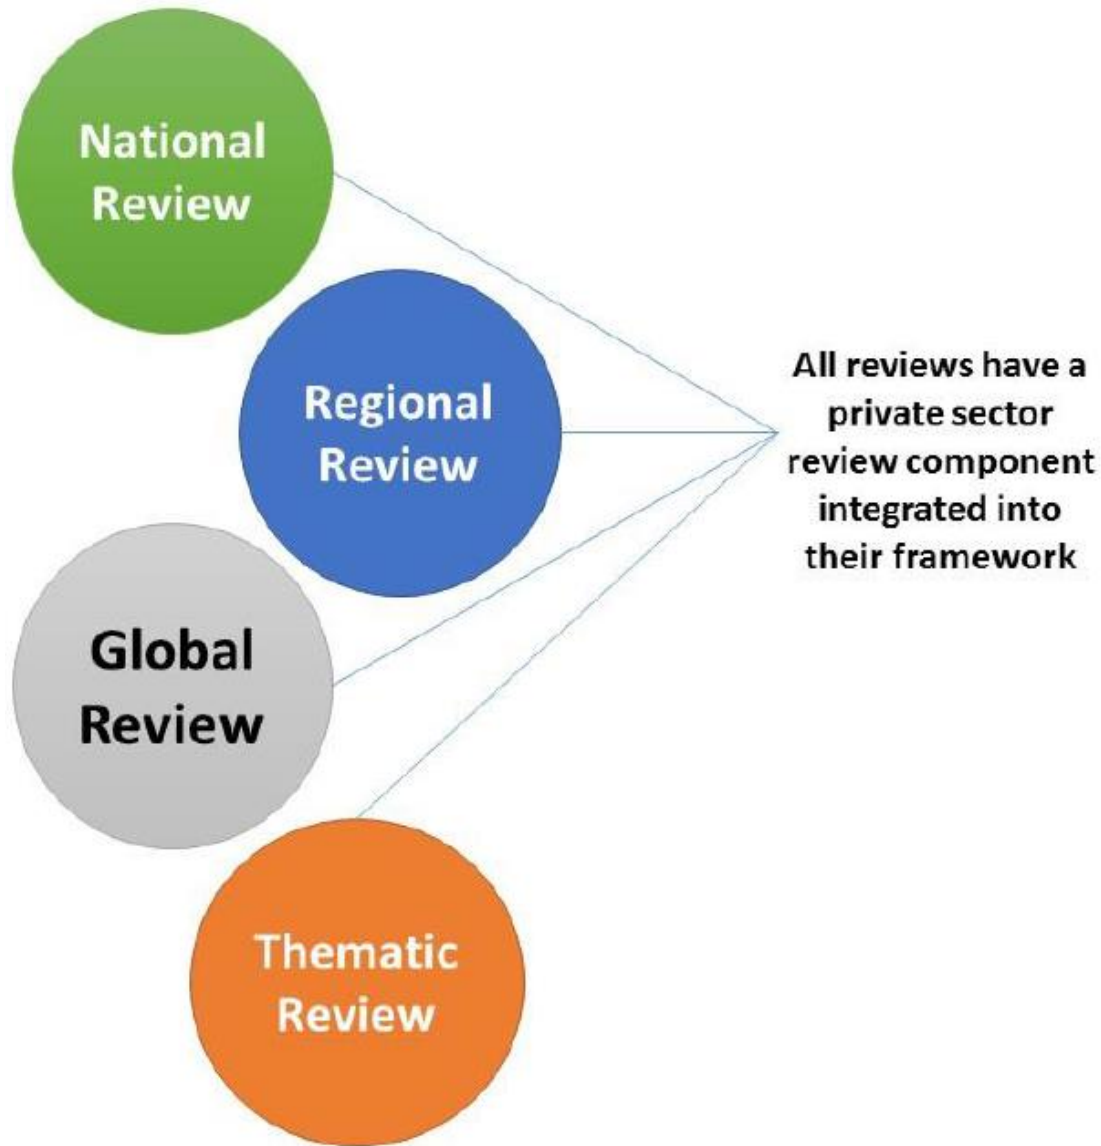 National
Review
Regional
Review
All reviews have a
private sector
review component
integrated into
their framework
Global
Review
Thematic
Review